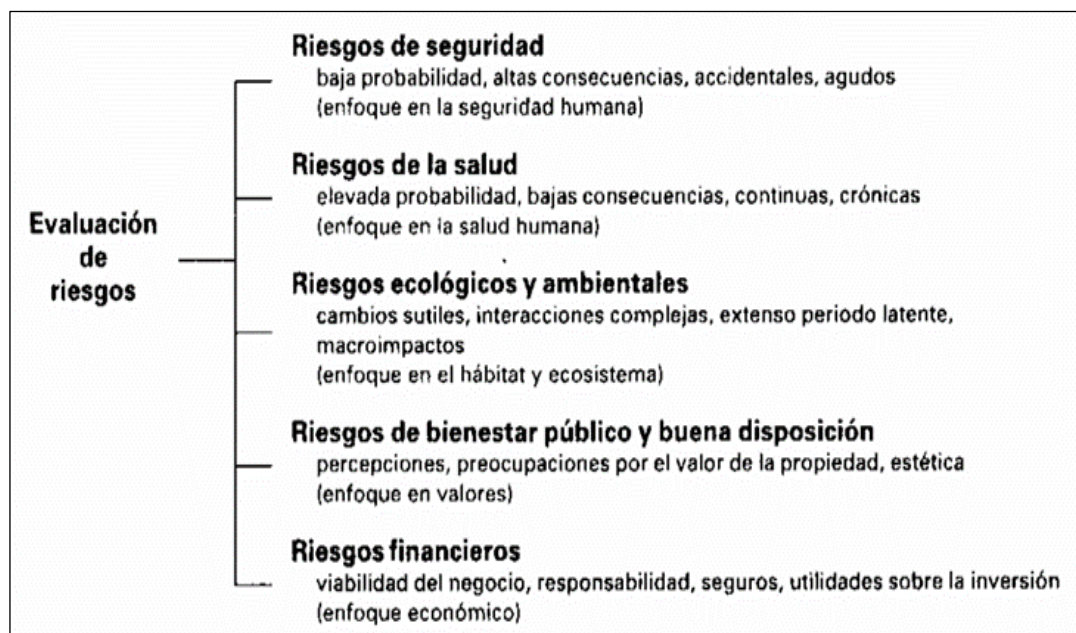 Evaluación
de
riesgos
Riesgos de seguridad
baja probabilidad, altas consecuencias, accidentales, agudos
(enfoque en la seguridad humana)
Riesgos de la salud
elevada probabilidad, bajas consecuencias, continuas, crónicas
(enfoque en la salud humana)
Riesgos ecológicos y ambientales
cambios sutiles, interacciones complejas, extenso periodo latente,
macroimpactos
(enfoque en el hábitat y ecosistema)
Riesgos de bienestar público y buena disposición
percepciones, preocupaciones por el valor de la propiedad, estética
(enfoque en valores)
Riesgos financieros
viabilidad del negocio, responsabilidad, seguros, utilidades sobre la inversión
(enfoque económico)